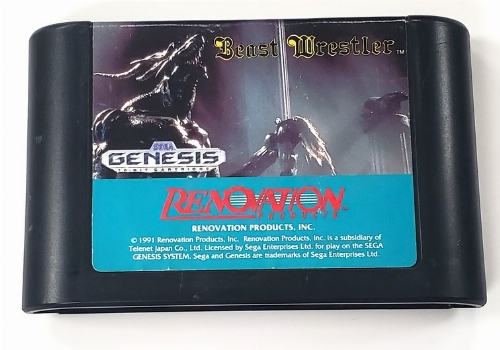 Beast Wrestler™
SEGA
GENESIS
16-BIT CARTRIDGE
RENOVATION
PRODUCTS
RENOVATION PRODUCTS, INC.
© 1991 Renovation Products, Inc. Renovation Products, Inc. is a subsidiary of
Telenet Japan Co., Ltd. Licensed by Sega Enterprises Ltd. for play on the SEGA
GENESIS SYSTEM. Sega and Genesis are trademarks of Sega Enterprises Ltd.